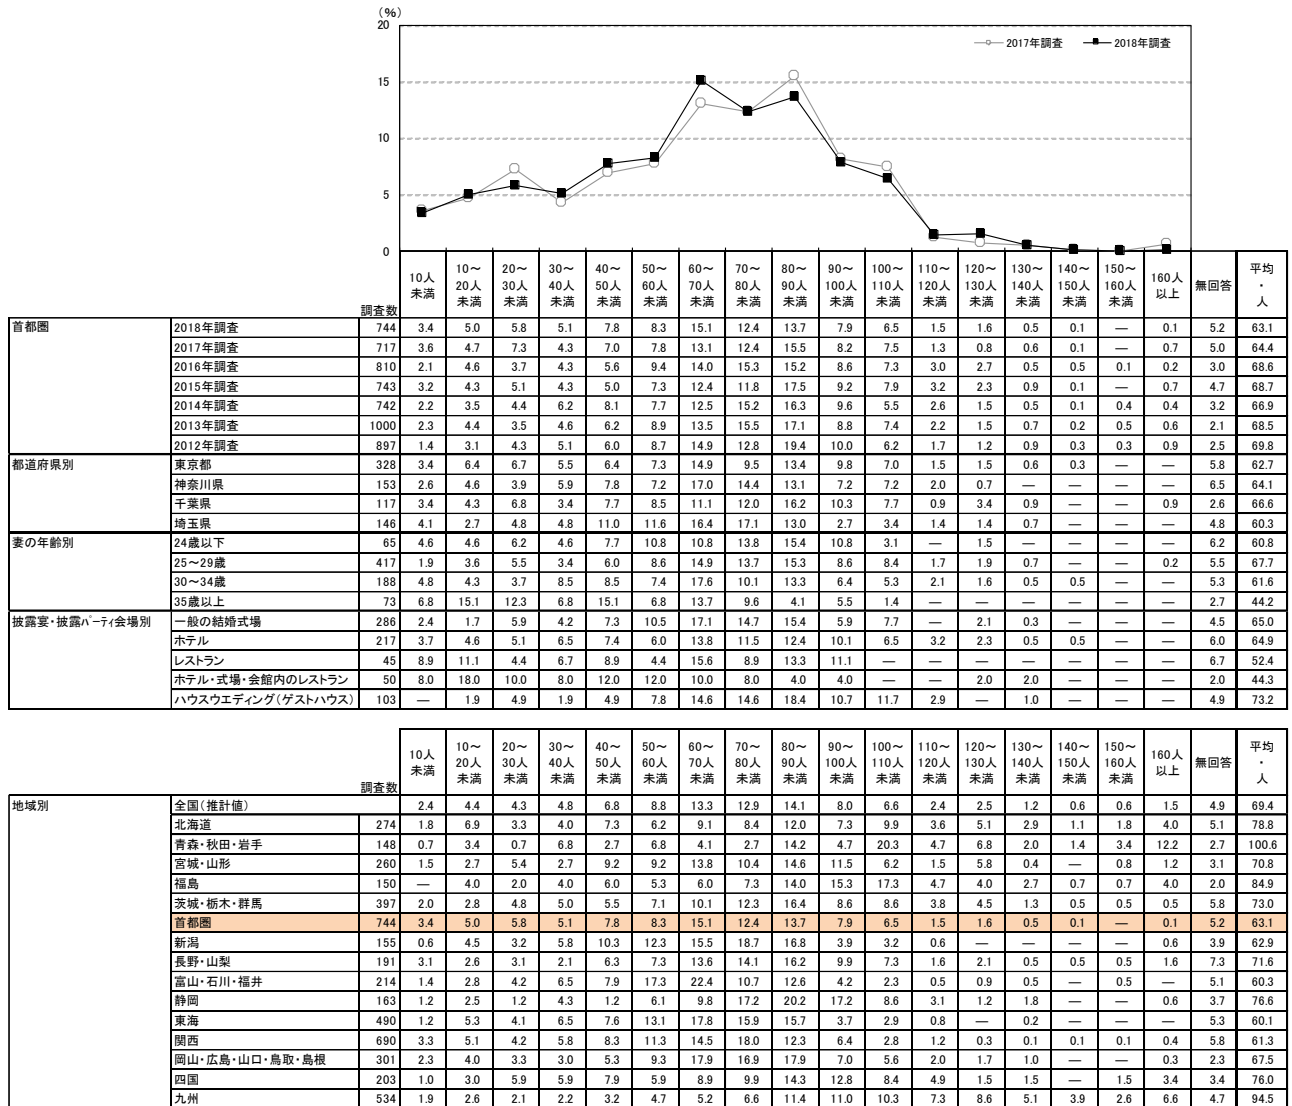 (%)
20
15
10
5
0
2017年調査 2018年調査
調査数 10人未満 10～20人未満 20～30人未満 30～40人未満 40～50人未満 50～60人未満 60～70人未満 70～80人未満 80～90人未満 90～100人未満 100～110人未満 110～120人未満 120～130人未満 130～140人未満 140～150人未満 150～160人未満 160人以上 無回答 平均・人
首都圏 2018年調査 744 3.4 5.0 5.8 5.1 7.8 8.3 15.1 12.4 13.7 7.9 6.5 1.5 1.6 0.5 0.1 — 0.1 5.2 63.1
2017年調査 717 3.6 4.7 7.3 4.3 7.0 7.8 13.1 12.4 15.5 8.2 7.5 1.3 0.8 0.6 0.1 — 0.7 5.0 64.4
2016年調査 810 2.1 4.6 3.7 4.3 5.6 9.4 14.0 15.3 15.2 8.6 7.3 3.0 2.7 0.5 0.5 0.1 0.2 3.0 68.6
2015年調査 743 3.2 4.3 5.1 4.3 5.0 7.3 12.4 11.8 17.5 9.2 7.9 3.2 2.3 0.9 0.1 — 0.7 4.7 68.7
2014年調査 742 2.2 3.5 4.4 6.2 8.1 7.7 12.5 15.2 16.3 9.6 5.5 2.6 1.5 0.5 0.1 0.4 0.4 3.2 66.9
2013年調査 1000 2.3 4.4 3.5 4.6 6.2 8.9 13.5 15.5 17.1 8.8 7.4 2.2 1.5 0.7 0.2 0.5 0.6 2.1 68.5
2012年調査 897 1.4 3.1 4.3 5.1 6.0 8.7 14.9 12.8 19.4 10.0 6.2 1.7 1.2 0.9 0.3 0.3 0.9 2.5 69.8
都道府県別 東京都 328 3.4 6.4 6.7 5.5 6.4 7.3 14.9 9.5 13.4 9.8 7.0 1.5 1.5 0.6 0.3 — — 5.8 62.7
神奈川県 153 2.6 4.6 3.9 5.9 7.8 7.2 17.0 14.4 13.1 7.2 7.2 2.0 0.7 — — — — 6.5 64.1
千葉県 117 3.4 4.3 6.8 3.4 7.7 8.5 11.1 12.0 16.2 10.3 7.7 0.9 3.4 0.9 — — 0.9 2.6 66.6
埼玉県 146 4.1 2.7 4.8 4.8 11.0 11.6 16.4 17.1 13.0 2.7 3.4 1.4 1.4 0.7 — — — 4.8 60.3
妻の年齢別 24歳以下 65 4.6 4.6 6.2 4.6 7.7 10.8 10.8 13.8 15.4 10.8 3.1 — 1.5 — — — — 6.2 60.8
25～29歳 417 1.9 3.6 5.5 3.4 6.0 8.6 14.9 13.7 15.3 8.6 8.4 1.7 1.9 0.7 — — 0.2 5.5 67.7
30～34歳 188 4.8 4.3 3.7 8.5 8.5 7.4 17.6 10.1 13.3 6.4 5.3 2.1 1.6 0.5 0.5 — — 5.3 61.6
35歳以上 73 6.8 15.1 12.3 6.8 15.1 6.8 13.7 9.6 4.1 5.5 1.4 — — — — — — 2.7 44.2
披露宴・披露パーティ会場別 一般の結婚式場 286 2.4 1.7 5.9 4.2 7.3 10.5 17.1 14.7 15.4 5.9 7.7 — 2.1 0.3 — — — 4.5 65.0
ホテル 217 3.7 4.6 5.1 6.5 7.4 6.0 13.8 11.5 12.4 10.1 6.5 3.2 2.3 0.5 0.5 — — 6.0 64.9
レストラン 45 8.9 11.1 4.4 6.7 8.9 4.4 15.6 8.9 13.3 11.1 — — — — — — — 6.7 52.4
ホテル・式場・会館内のレストラン 50 8.0 18.0 10.0 8.0 12.0 12.0 10.0 8.0 4.0 4.0 — — 2.0 2.0 — — — 2.0 44.3
ハウスウエディング(ゲストハウス) 103 — 1.9 4.9 1.9 4.9 7.8 14.6 14.6 18.4 10.7 11.7 2.9 — 1.0 — — — 4.9 73.2
調査数 10人未満 10～20人未満 20～30人未満 30～40人未満 40～50人未満 50～60人未満 60～70人未満 70～80人未満 80～90人未満 90～100人未満 100～110人未満 110～120人未満 120～130人未満 130～140人未満 140～150人未満 150～160人未満 160人以上 無回答 平均・人
地域別 全国(推計値) 2.4 4.4 4.3 4.8 6.8 8.8 13.3 12.9 14.1 8.0 6.6 2.4 2.5 1.2 0.6 0.6 1.5 4.9 69.4
北海道 274 1.8 6.9 3.3 4.0 7.3 6.2 9.1 8.4 12.0 7.3 9.9 3.6 5.1 2.9 1.1 1.8 4.0 5.1 78.8
青森・秋田・岩手 148 0.7 3.4 0.7 6.8 2.7 6.8 4.1 2.7 14.2 4.7 20.3 4.7 6.8 2.0 1.4 3.4 12.2 2.7 100.6
宮城・山形 260 1.5 2.7 5.4 2.7 9.2 9.2 13.8 10.4 14.6 11.5 6.2 1.5 5.8 0.4 — 0.8 1.2 3.1 70.8
福島 150 — 4.0 2.0 4.0 6.0 5.3 6.0 7.3 14.0 15.3 17.3 4.7 4.0 2.7 0.7 0.7 4.0 2.0 84.9
茨城・栃木・群馬 397 2.0 2.8 4.8 5.0 5.5 7.1 10.1 12.3 16.4 8.6 8.6 3.8 4.5 1.3 0.5 0.5 0.5 5.8 73.0
首都圏 744 3.4 5.0 5.8 5.1 7.8 8.3 15.1 12.4 13.7 7.9 6.5 1.5 1.6 0.5 0.1 — 0.1 5.2 63.1
新潟 155 0.6 4.5 3.2 5.8 10.3 12.3 15.5 18.7 16.8 3.9 3.2 0.6 — — — — 0.6 3.9 62.9
長野・山梨 191 3.1 2.6 3.1 2.1 6.3 7.3 13.6 14.1 16.2 9.9 7.3 1.6 2.1 0.5 0.5 0.5 1.6 7.3 71.6
富山・石川・福井 214 1.4 2.8 4.2 6.5 7.9 17.3 22.4 10.7 12.6 4.2 2.3 0.5 0.9 0.5 — 0.5 — 5.1 60.3
静岡 163 1.2 2.5 1.2 4.3 1.2 6.1 9.8 17.2 20.2 17.2 8.6 3.1 1.2 1.8 — — 0.6 3.7 76.6
東海 490 1.2 5.3 4.1 6.5 7.6 13.1 17.8 15.9 15.7 3.7 2.9 0.8 — 0.2 — — — 5.3 60.1
関西 690 3.3 5.1 4.2 5.8 8.3 11.3 14.5 18.0 12.3 6.4 2.8 1.2 0.3 0.1 0.1 0.1 0.4 5.8 61.3
岡山・広島・山口・鳥取・島根 301 2.3 4.0 3.3 3.0 5.3 9.3 17.9 16.9 17.9 7.0 5.6 2.0 1.7 1.0 — — 0.3 2.3 67.5
四国 203 1.0 3.0 5.9 5.9 7.9 5.9 8.9 9.9 14.3 12.8 8.4 4.9 1.5 1.5 — 1.5 3.4 3.4 76.0
九州 534 1.9 2.6 2.1 2.2 3.2 4.7 5.2 6.6 11.4 11.0 10.3 7.3 8.6 5.1 3.9 2.6 6.6 4.7 94.5